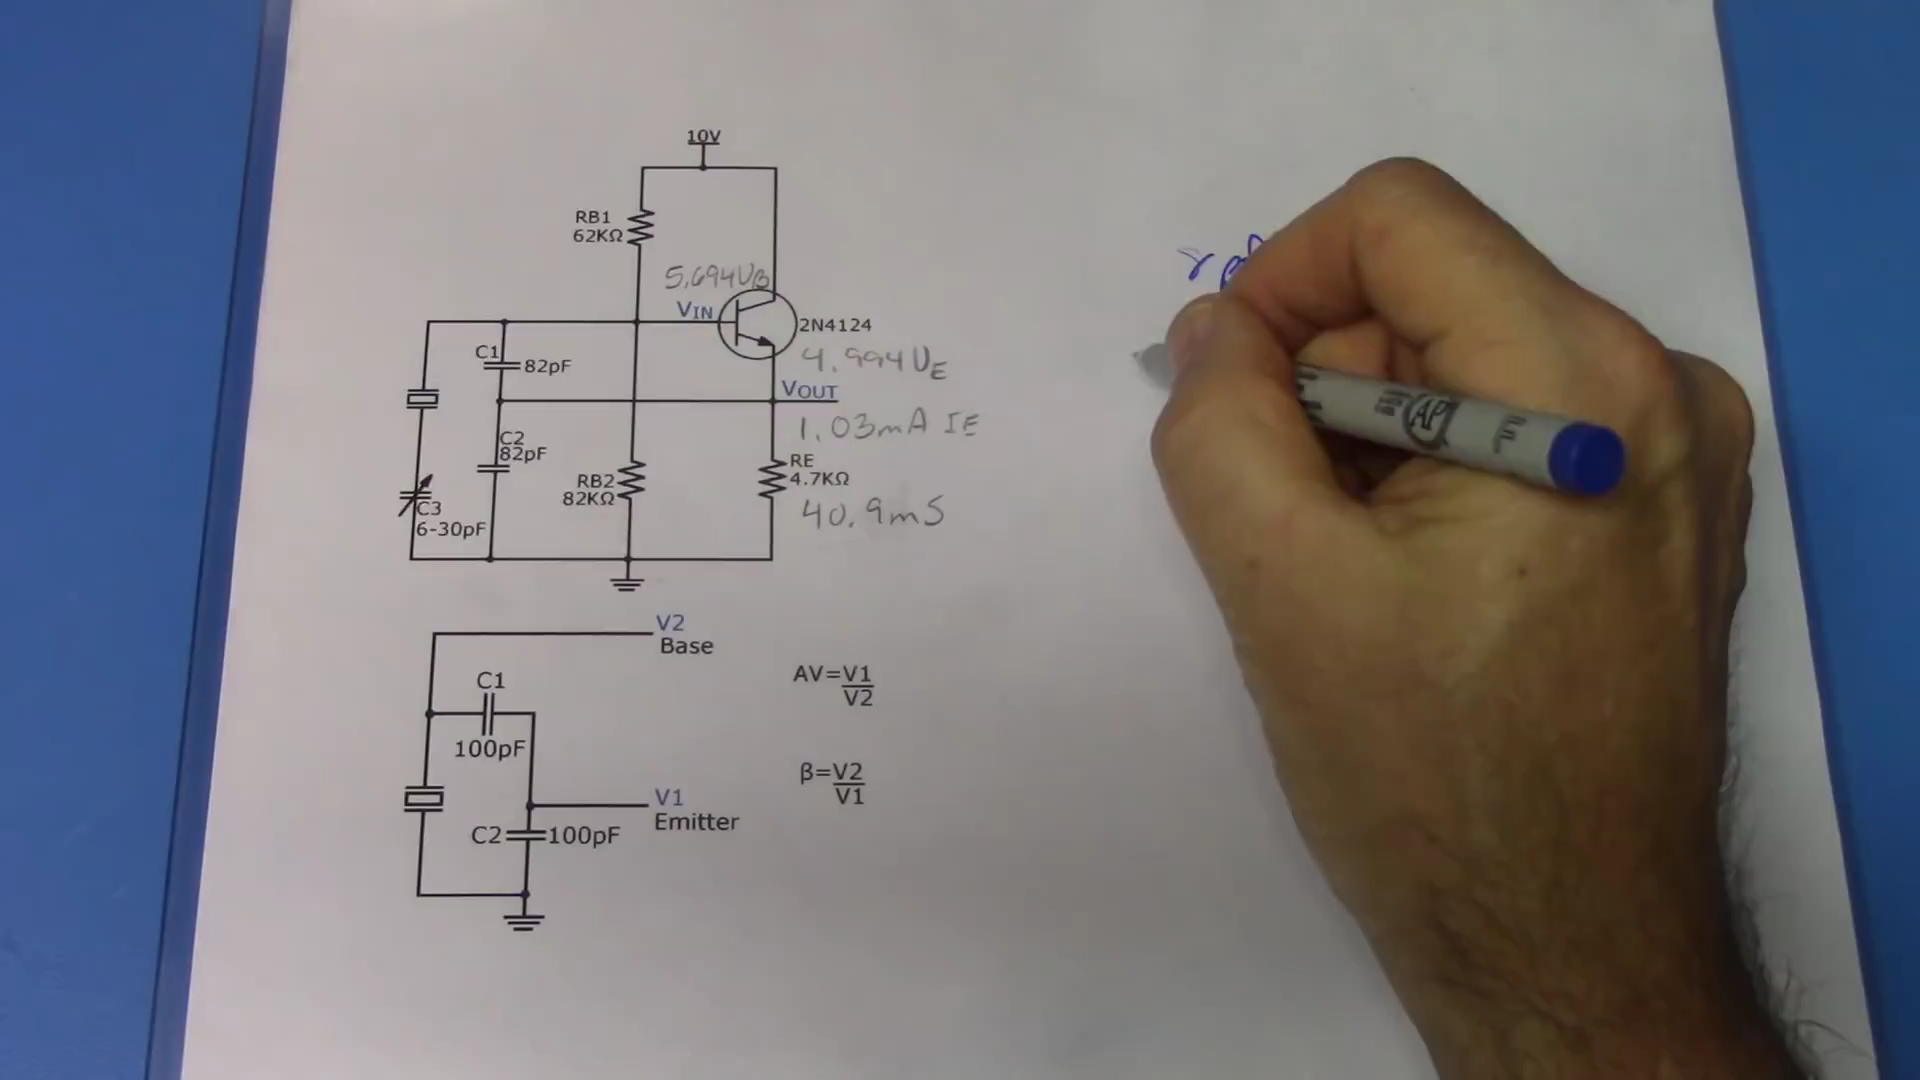 10V
RB1
62KΩ
5.694VB
VIN
2N4124
C1
82pF
4.994VE
VOUT
1.03mA IE
C2
82pF
RB2
82KΩ
RE
4.7KΩ
C3
6-30pF
40.9mS
V2
Base
C1
100pF
AV=V1
V2
β=V2
V1
V1
Emitter
C2
100pF
AP